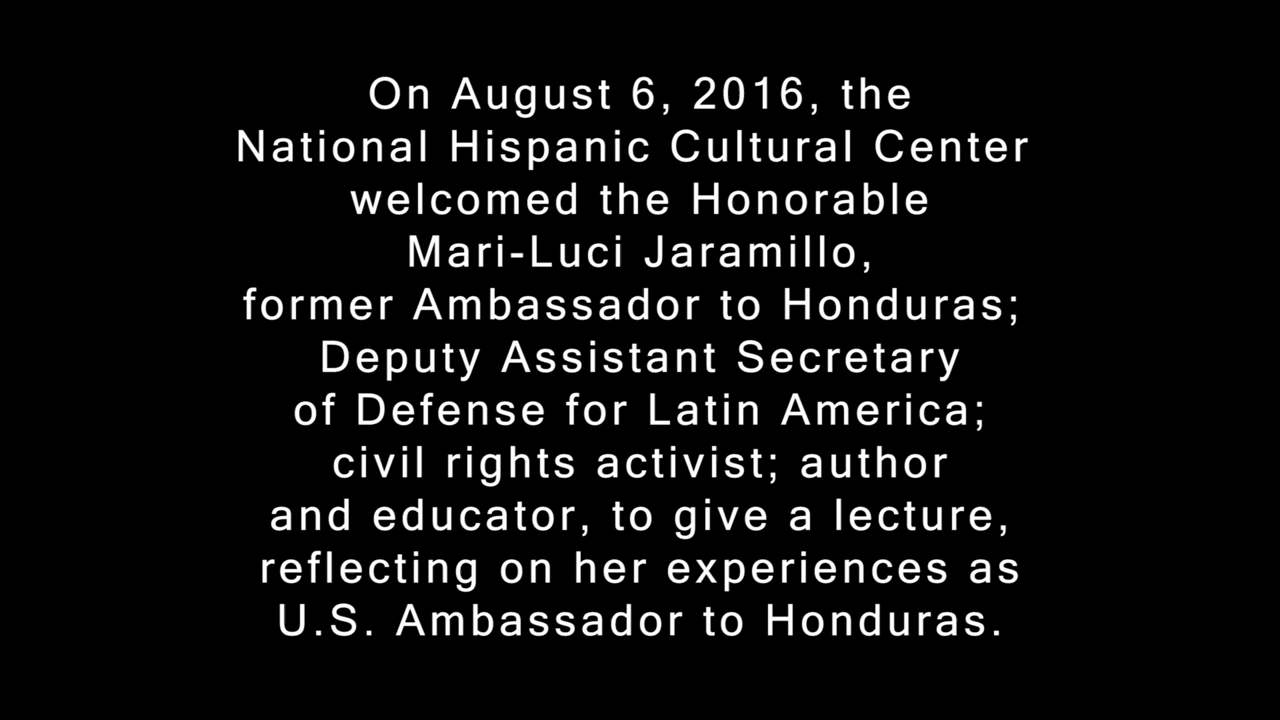 On August 6, 2016, the
National Hispanic Cultural Center
welcomed the Honorable
Mari-Luci Jaramillo,
former Ambassador to Honduras;
Deputy Assistant Secretary
of Defense for Latin America;
civil rights activist; author
and educator, to give a lecture,
reflecting on her experiences as
U.S. Ambassador to Honduras.